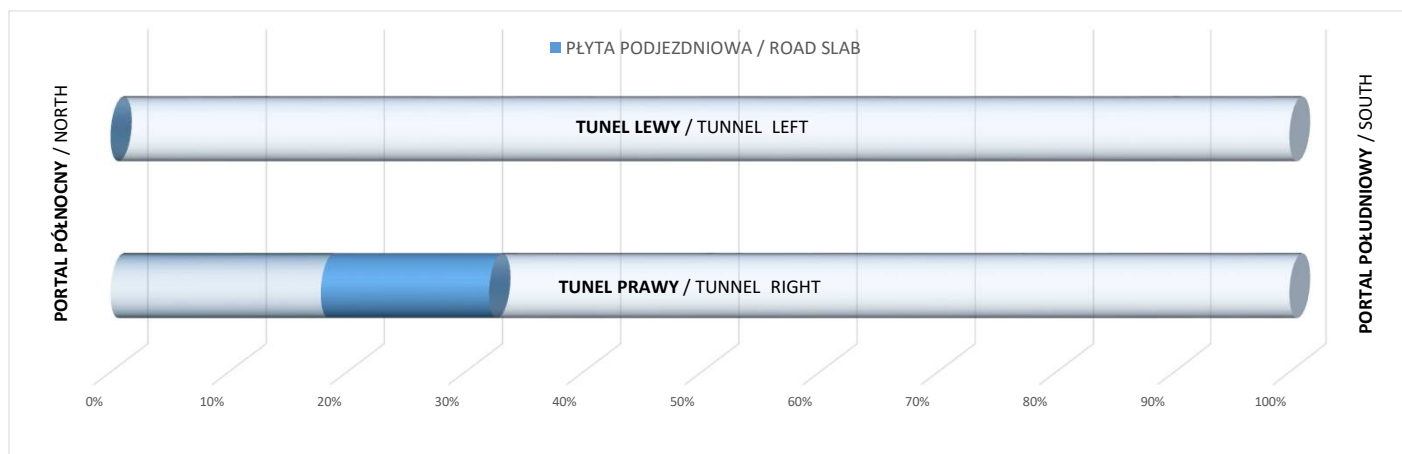 PŁYTA PODJEZDNIOWA / ROAD SLAB
PORTAL PÓŁNOCNY / NORTH
TUNEL LEWY / TUNNEL LEFT
TUNEL PRAWY / TUNNEL RIGHT
PORTAL POŁUDNIOWY / SOUTH
0% 10% 20% 30% 40% 50% 60% 70% 80% 90% 100%